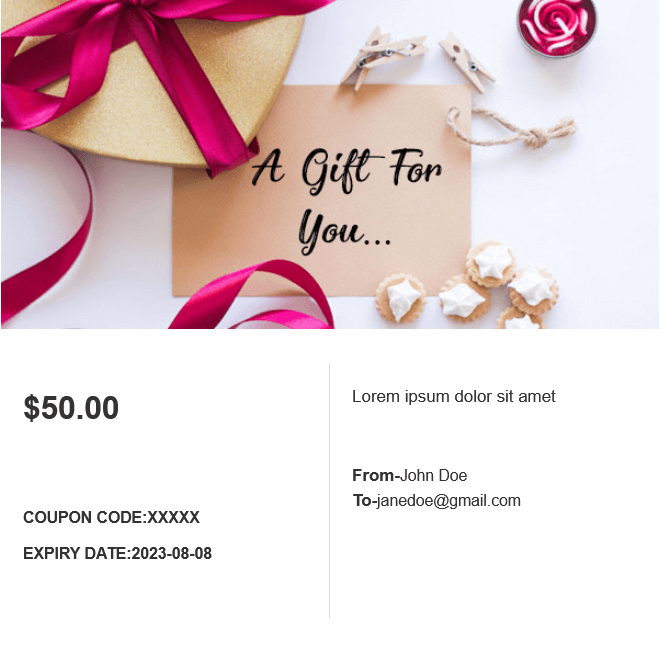 A Gift For
You...
$50.00
COUPON CODE:XXXXX
EXPIRY DATE:2023-08-08
Lorem ipsum dolor sit amet
From-John Doe
To-janedoe@gmail.com